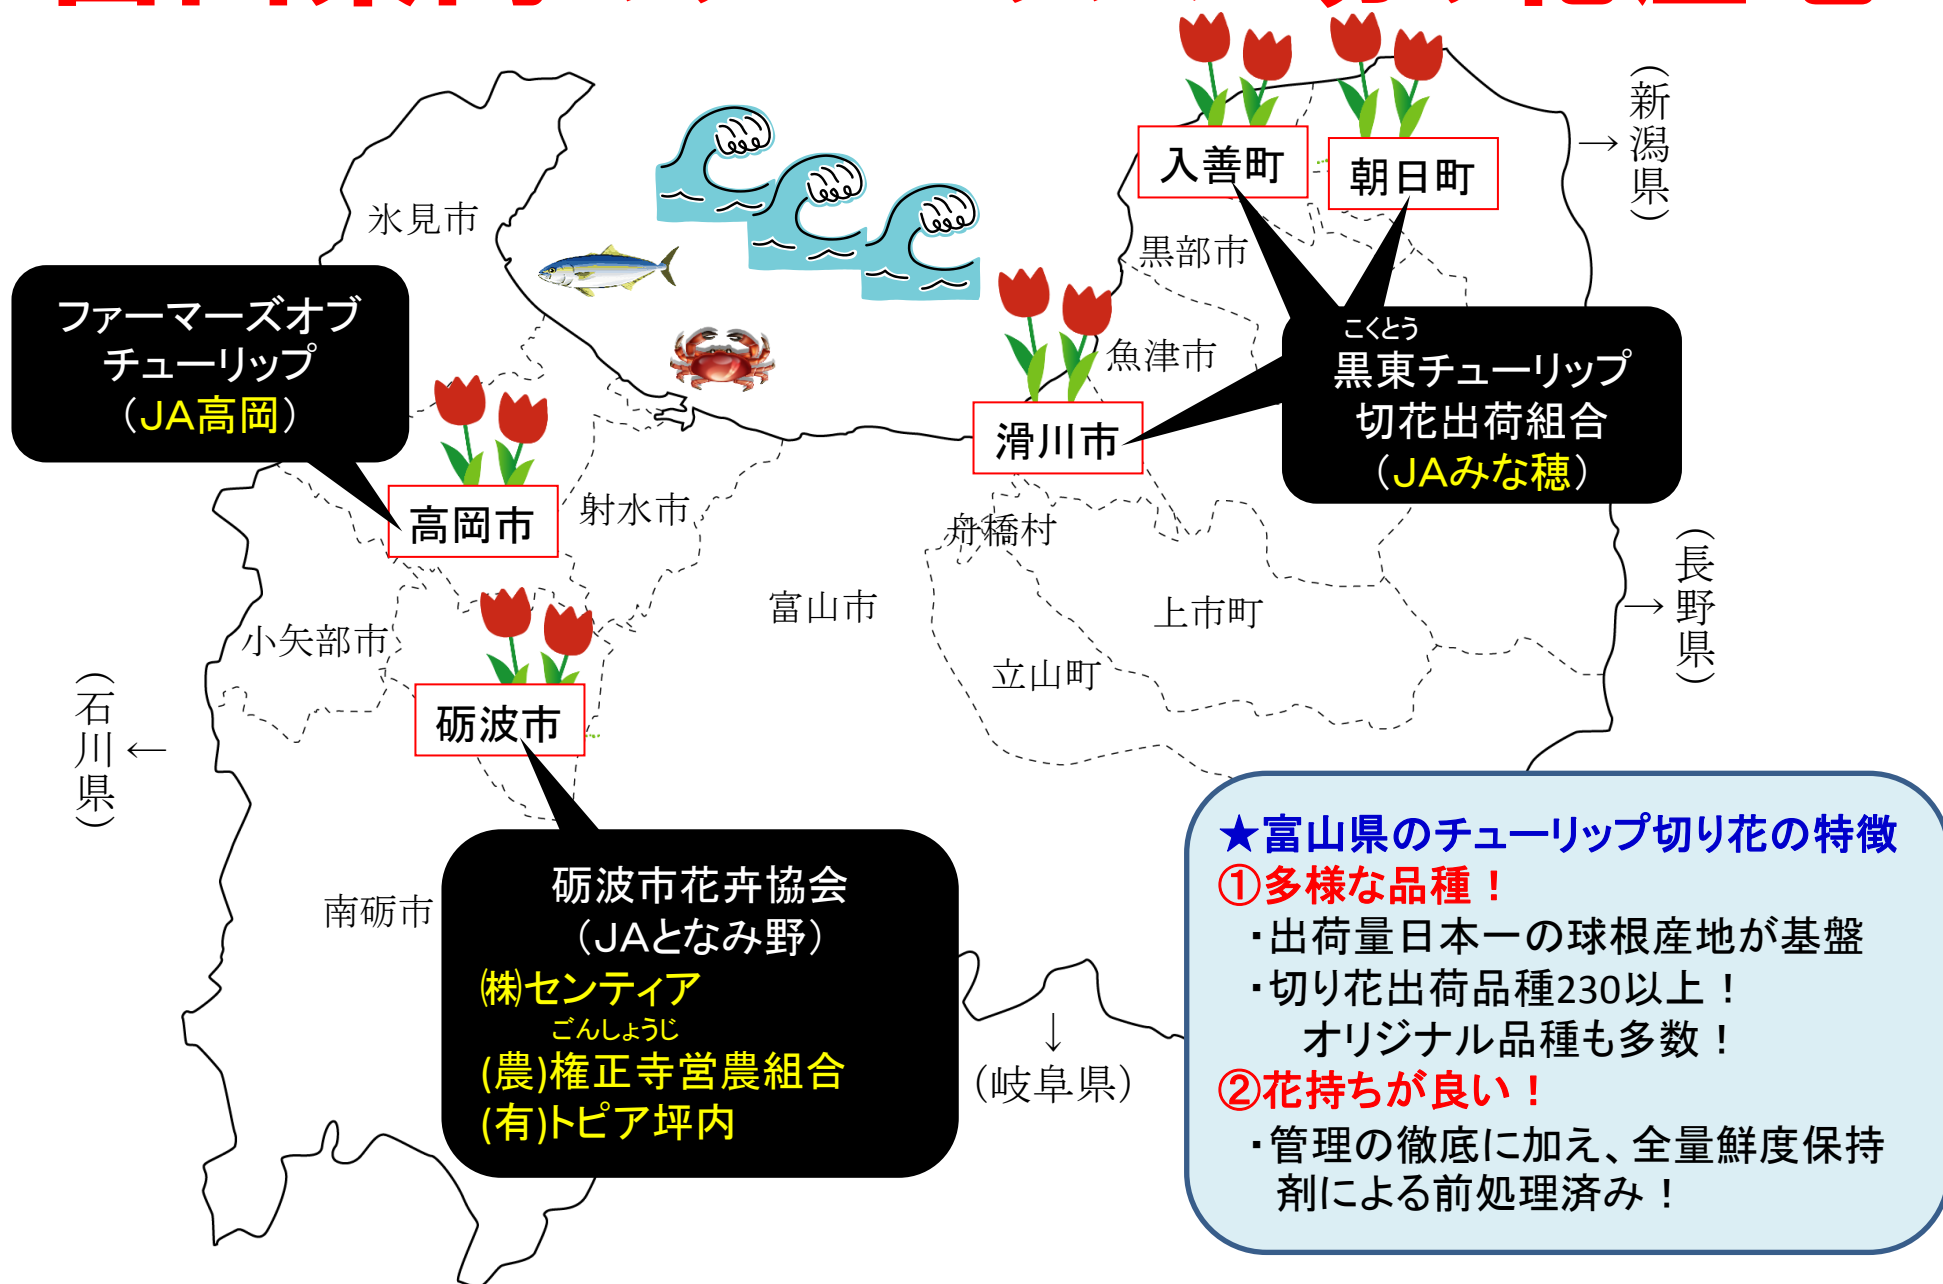 氷見市
ファーマーズオブ
チューリップ
（JA高岡）
高岡市
射水市
小矢部市
砺波市
南砺市
（石川県）
←
砺波市花卉協会
（JAとなみ野）
㈱センティア
ごんしょうじ
(農)権正寺営農組合
(有)トピア坪内
富山市
入善町
朝日町
→
（新潟県）
黒部市
魚津市
滑川市
こくとう
黒東チューリップ
切花出荷組合
（JAみな穂）
舟橋村
上市町
立山町
→
（長野県）
↓
（岐阜県）
★富山県のチューリップ切り花の特徴
①多様な品種！
・出荷量日本一の球根産地が基盤
・切り花出荷品種230以上！
オリジナル品種も多数！
②花持ちが良い！
・管理の徹底に加え、全量鮮度保持
剤による前処理済み！